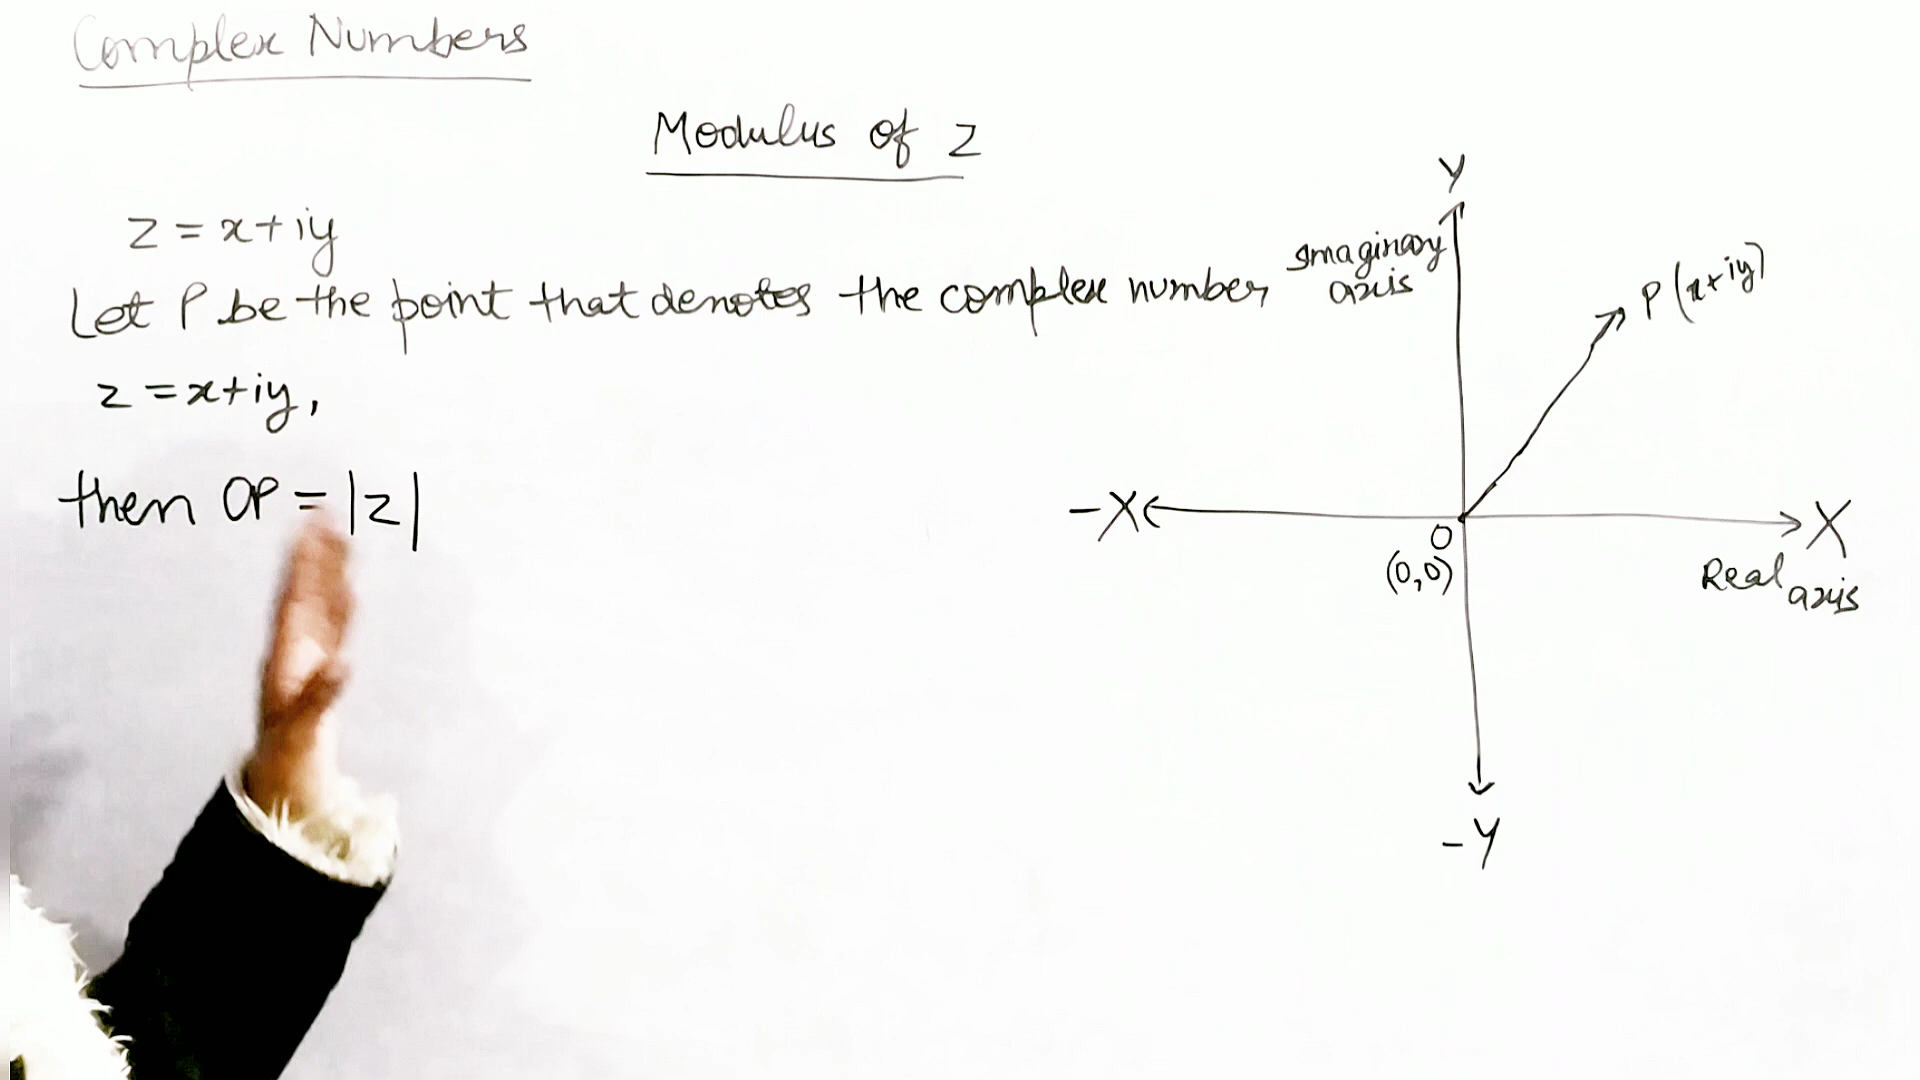 Complex Numbers
Modulus of z
z = x+iy
Let P be the point that denotes the complex number
z = x+iy,
then OP = |z|
Y
Imaginary
axis
P(x+iy)
-X
X
O
(0,0)
Real axis
-Y